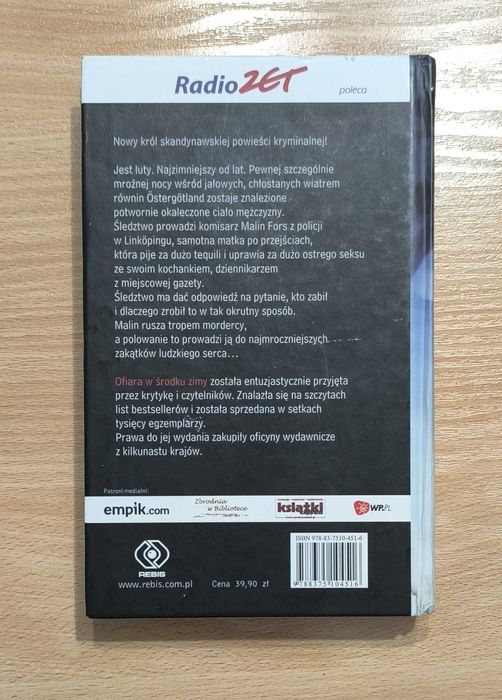 Radio ZET
poleca
Nowy król skandynawskiej powieści kryminalnej!
Jest luty. Najzimniejszy od lat. Pewnej szczególnie
mroźnej nocy wśród jałowych, chłostanych wiatrem
równin Östergötland zostaje znalezione
potwornie okaleczone ciało mężczyzny.
Śledztwo prowadzi komisarz Malin Fors z policji
w Linköpingu, samotna matka po przejściach,
która pije za dużo tequili i uprawia za dużo ostrego seksu
ze swoim kochankiem, dziennikarzem
z miejscowej gazety.
Śledztwo ma dać odpowiedź na pytanie, kto zabił
i dlaczego zrobił to w tak okrutny sposób.
Malin rusza tropem mordercy,
a polowanie to prowadzi ją do najmroczniejszych
zakątków ludzkiego serca...
Ofiara w środku zimy została entuzjastycznie przyjęta
przez krytykę i czytelników. Znalazła się na szczytach
list bestsellerów i została sprzedana w setkach
tysięcy egzemplarzy.
Prawa do jej wydania zakupiły oficyny wydawnicze
z kilkunastu krajów.
Patroni medialni:
empik.com
Zbrodnia
w Bibliotece
książki
WP.PL
ISBN 978-83-7510-451-6
REBIS
www.rebis.com.pl
Cena 39,90 zł
9 788375 104516